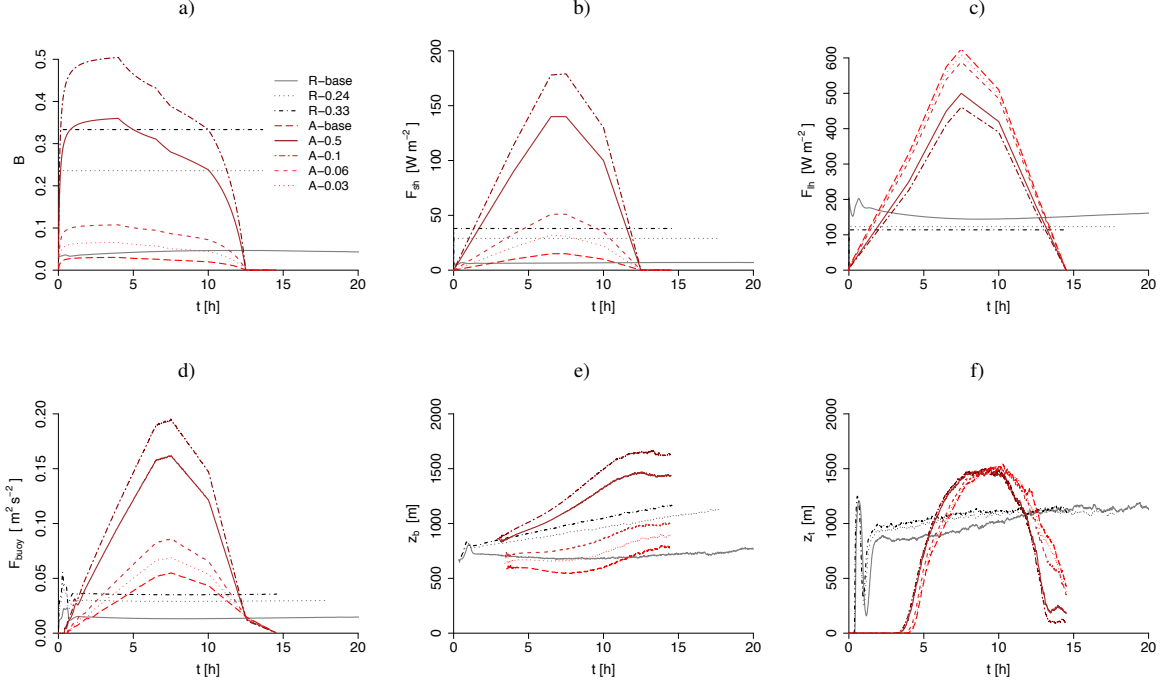 a)
b)
c)
B
0.0
0.1
0.2
0.3
0.4
0.5
0
5
10
15
20
t [h]
R−base
R−0.24
R−0.33
A−base
A−0.5
A−0.1
A−0.06
A−0.03
F_sh [W m⁻²]
0
50
100
150
200
0
5
10
15
20
t [h]
F_lh [W m⁻²]
0
100
200
300
400
500
600
0
5
10
15
20
t [h]
d)
e)
f)
F_buoy [ m² s⁻²]
0.00
0.05
0.10
0.15
0.20
0
5
10
15
20
t [h]
z_b [m]
0
500
1000
1500
2000
0
5
10
15
20
t [h]
z_t [m]
0
500
1000
1500
2000
0
5
10
15
20
t [h]